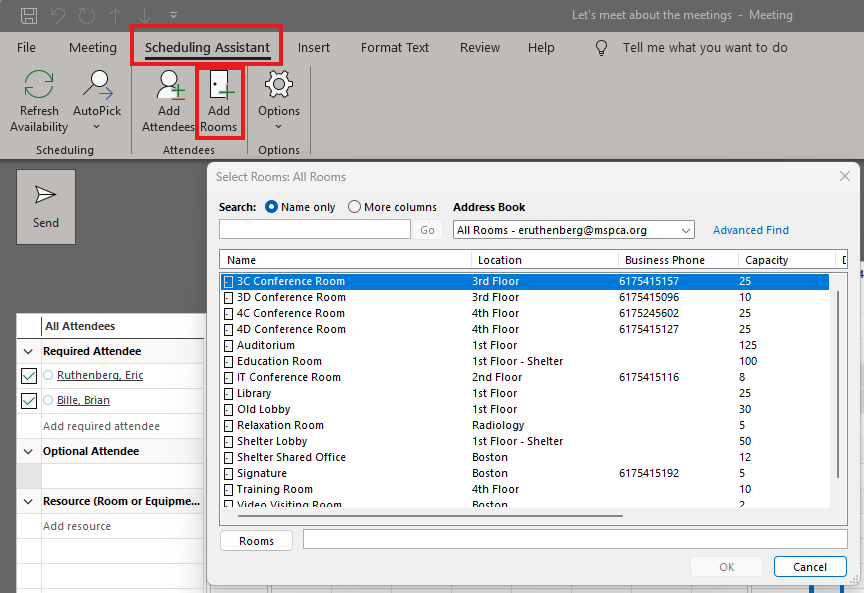 Let's meet about the meetings - Meeting
File Meeting Scheduling Assistant Insert Format Text Review Help Tell me what you want to do
Refresh Availability
AutoPick
Add Attendees
Add Rooms
Options
Scheduling Attendees Options
Send
Select Rooms: All Rooms
Search: Name only More columns Address Book
Go All Rooms - eruthenberg@mspca.org Advanced Find
Name Location Business Phone Capacity
3C Conference Room 3rd Floor 6175415157 25
3D Conference Room 3rd Floor 6175415096 10
4C Conference Room 4th Floor 6175245602 25
4D Conference Room 4th Floor 6175415127 25
Auditorium 1st Floor 125
Education Room 1st Floor - Shelter 100
IT Conference Room 2nd Floor 6175415116 8
Library 1st Floor 25
Old Lobby 1st Floor 30
Relaxation Room Radiology 5
Shelter Lobby 1st Floor - Shelter 50
Shelter Shared Office Boston 12
Signature Boston 6175415192 5
Training Room 4th Floor 10
Video Visiting Room Boston 2
Rooms
OK Cancel
All Attendees
Required Attendee
Ruthenberg, Eric
Bille, Brian
Add required attendee
Optional Attendee
Resource (Room or Equipme...
Add resource